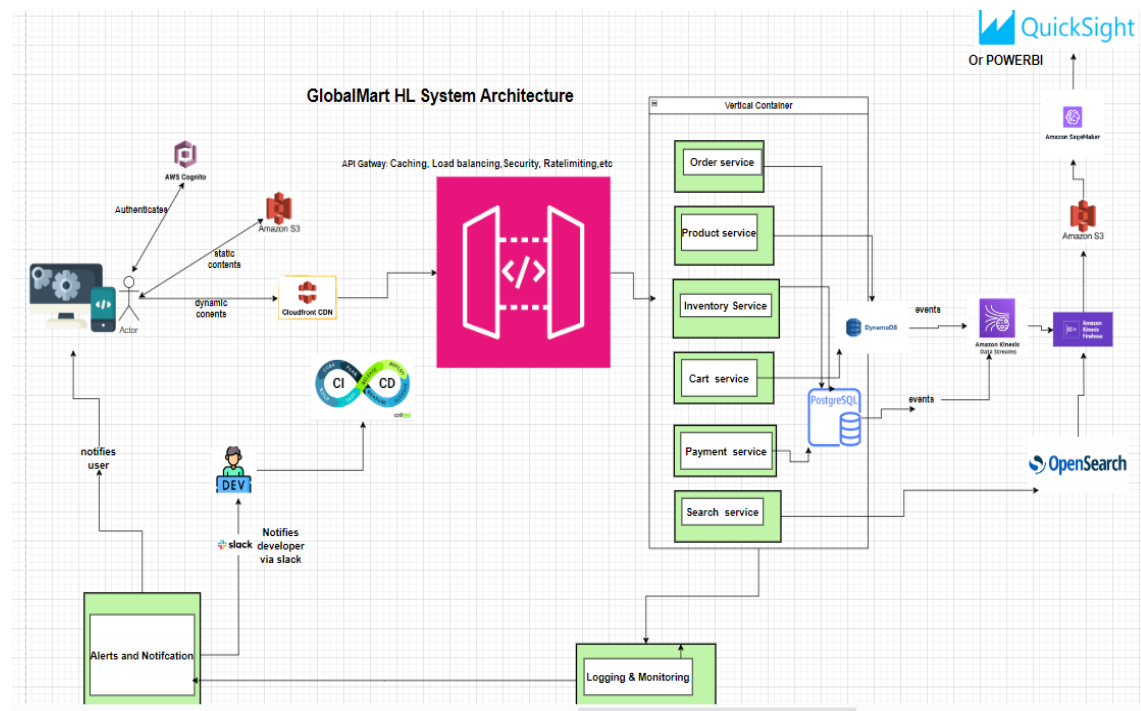 QuickSight
Or POWERBI
GlobalMart HL System Architecture
Vertical Container
Amazon SageMaker
API Gatway: Caching, Load balancing,Security, Ratelimiting,etc
AWS Cognito
Order service
Authenticates
Amazon S3
Product service
Amazon S3
static
contents
Inventory Service
</>
</>
Actor
dynamic
conents
Cloudfront CDN
DynamoDB
events
Amazon Kinesis
Data Streams
Amazon
Kinesis
Firehose
CI
CD
Cart service
PostgreSQL
events
notifies
user
DEV
Payment service
OpenSearch
Search service
slack
Notifies
developer
via slack
Alerts and Notifcation
Logging & Monitoring